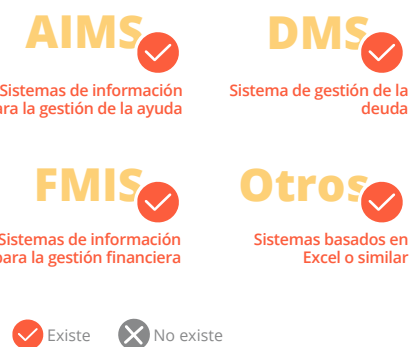 AIMS
DMS
Sistemas de información
para la gestión de la ayuda
Sistema de gestión de la
deuda
FMIS
Otros
Sistemas de información
para la gestión financiera
Sistemas basados en
Excel o similar
Existe
No existe